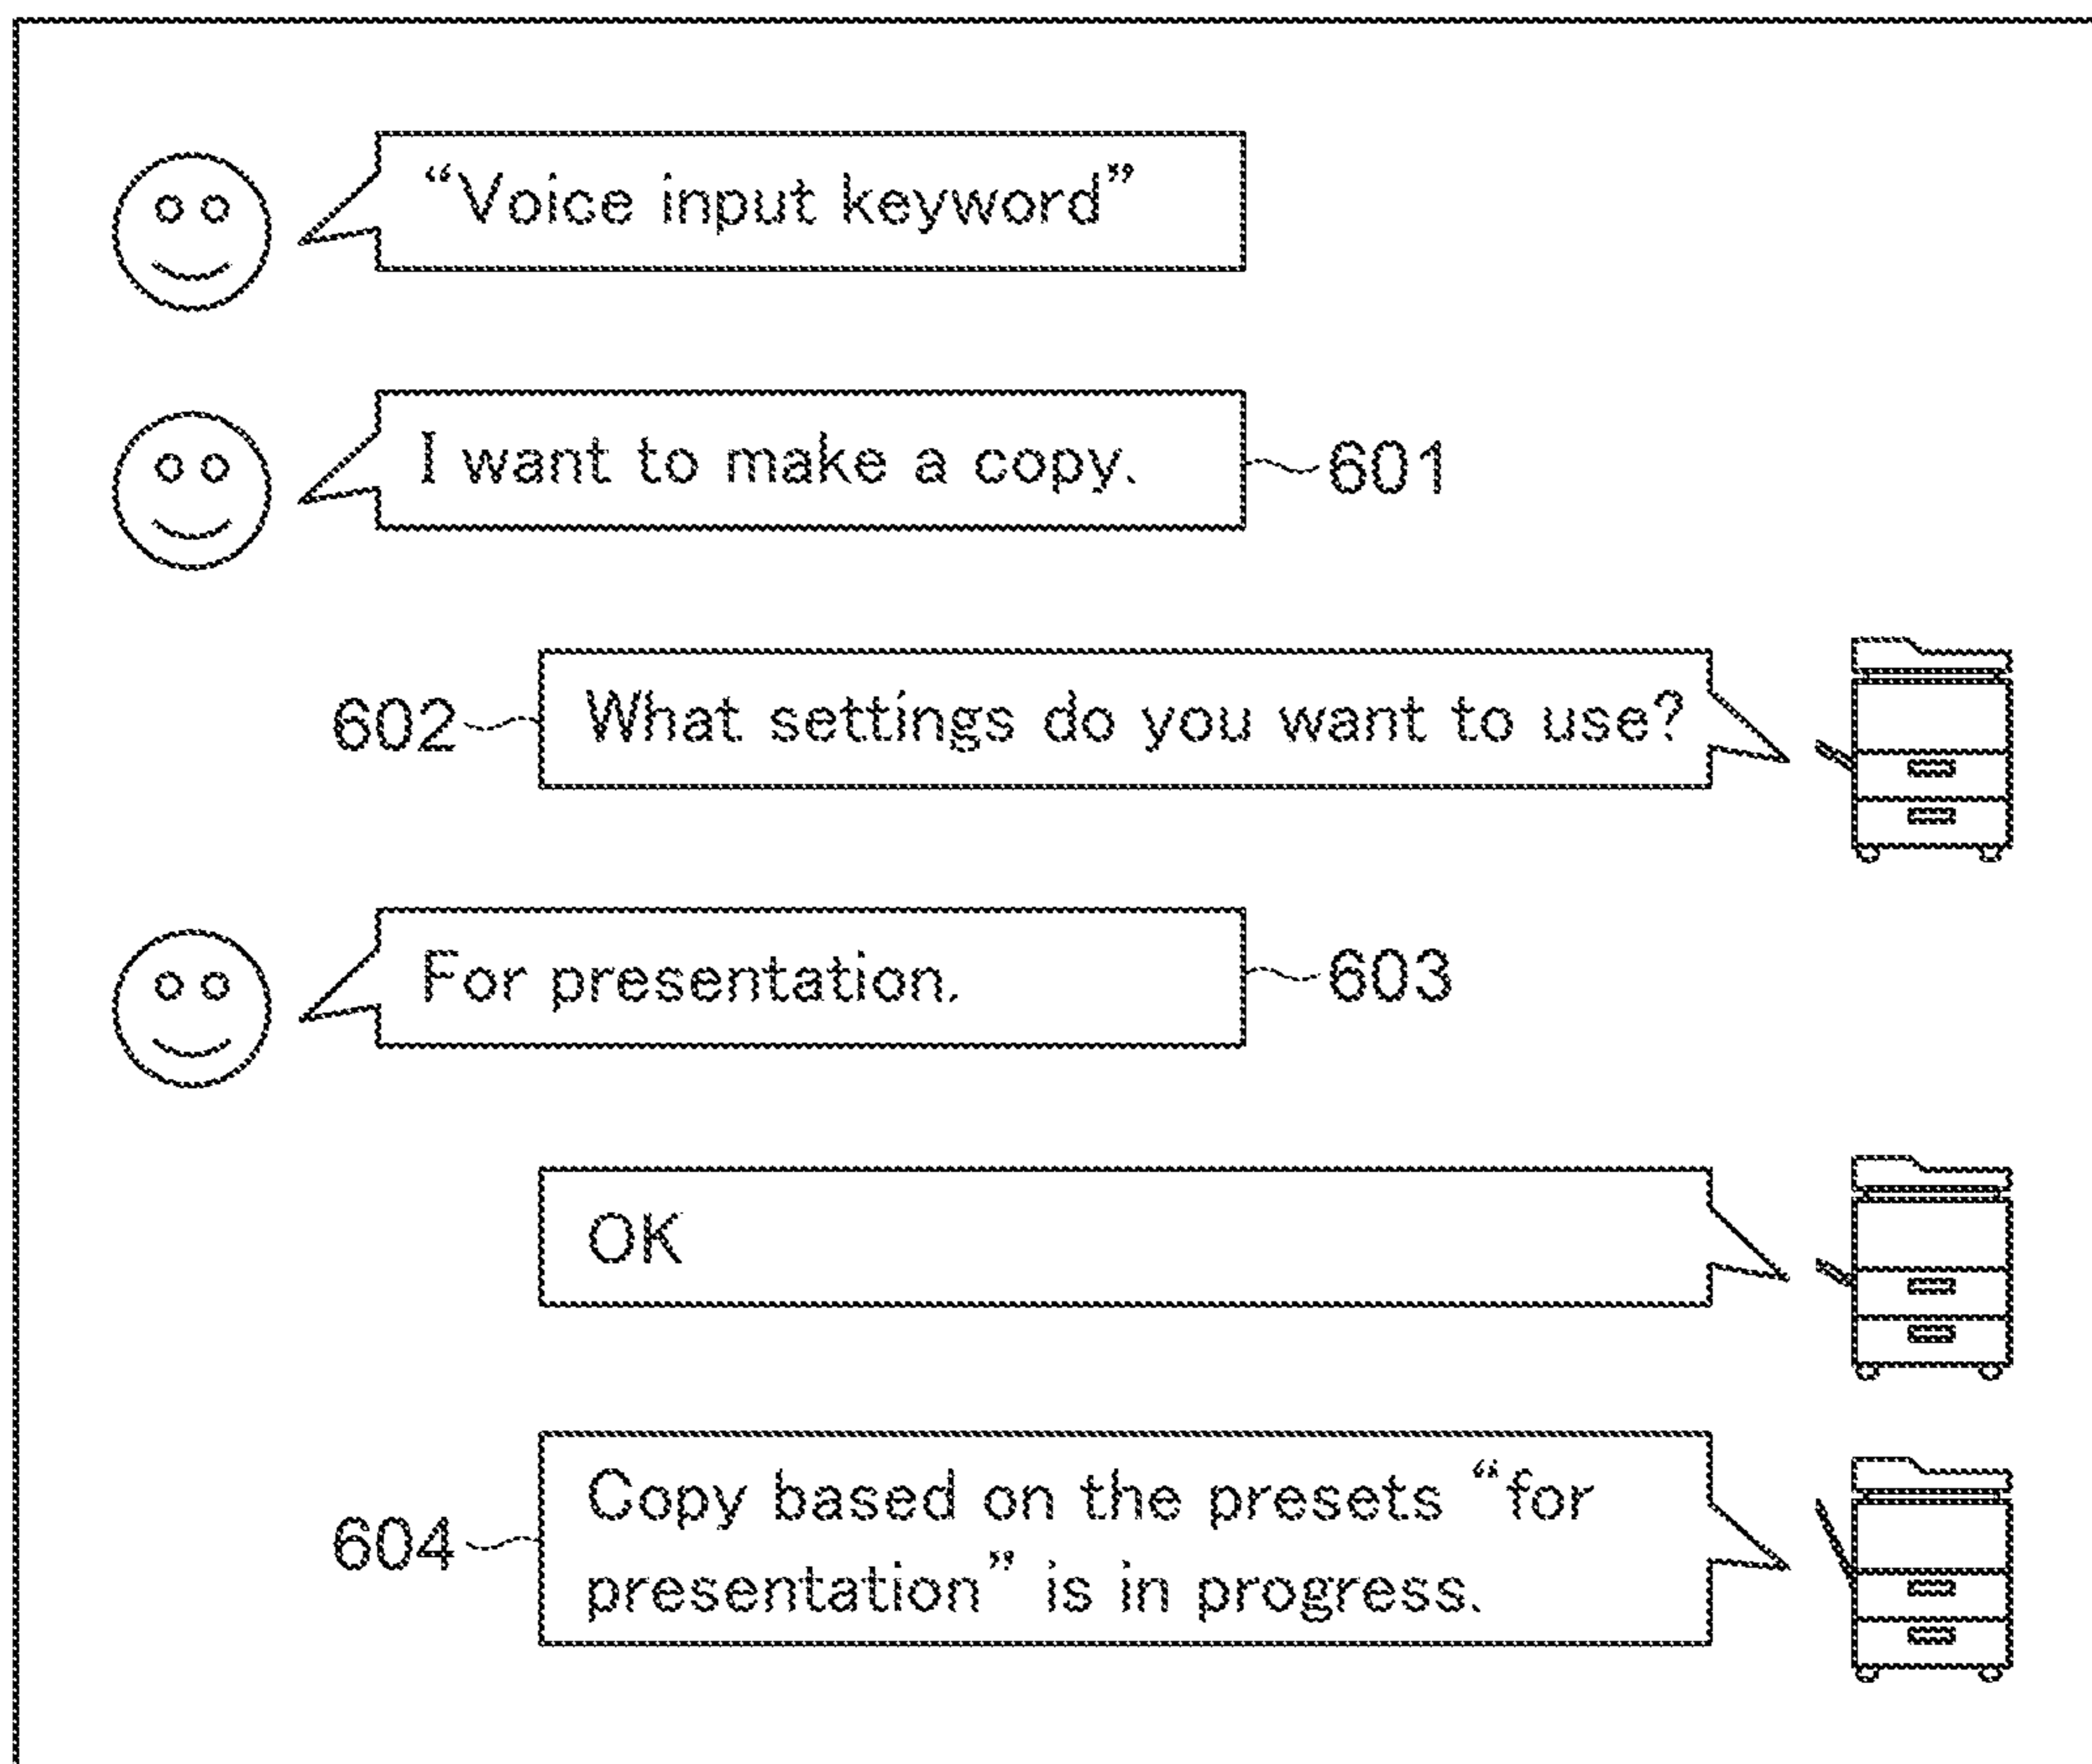 “Voice input keyword”
I want to make a copy.
601
602
What settings do you want to use?
For presentation.
603
OK
604
Copy based on the presets “for
presentation” is in progress.